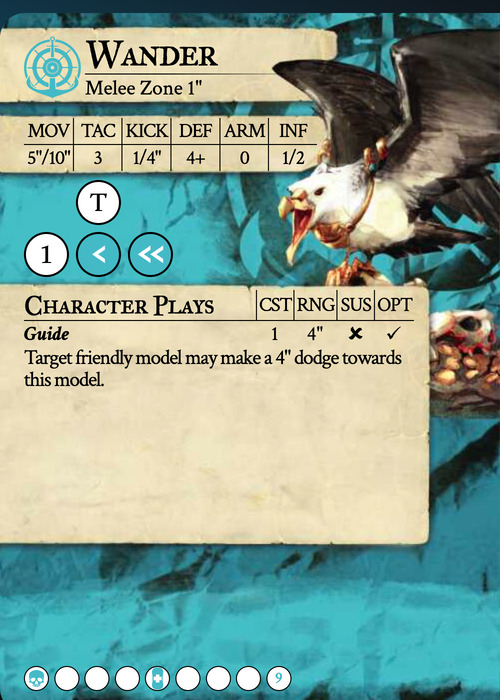 WANDER
Melee Zone 1"
MOV TAC KICK DEF ARM INF
5"/10" 3 1/4" 4+ 0 1/2
T
1 < <<
CHARACTER PLAYS CST RNG SUS OPT
Guide 1 4" ✘ ✓
Target friendly model may make a 4" dodge towards
this model.
9